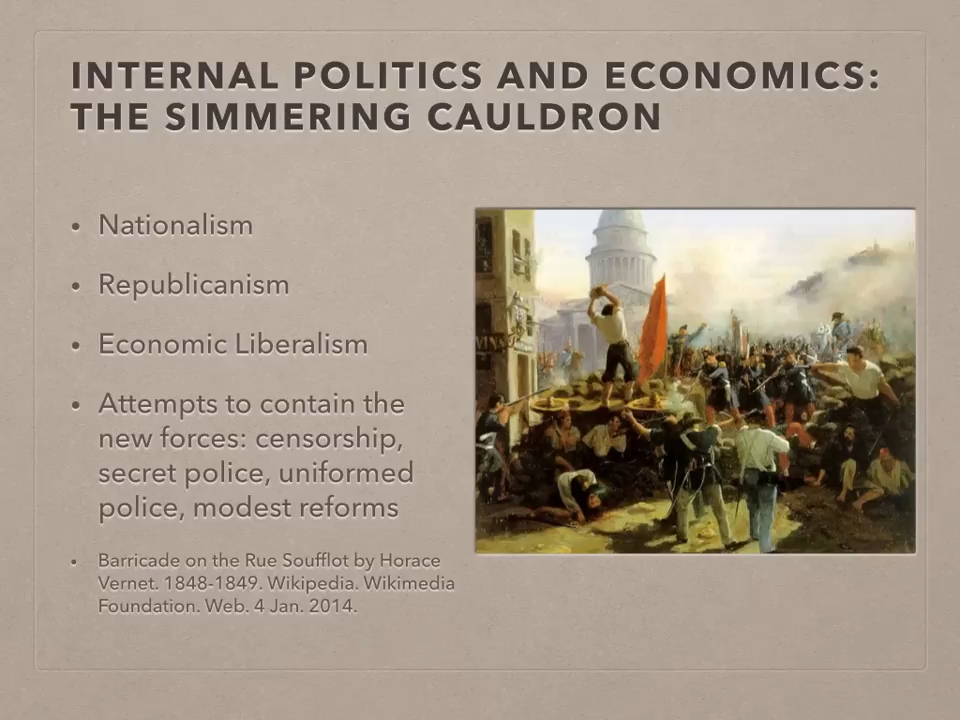 INTERNAL POLITICS AND ECONOMICS:
THE SIMMERING CAULDRON
• Nationalism
• Republicanism
• Economic Liberalism
• Attempts to contain the
new forces: censorship,
secret police, uniformed
police, modest reforms
• Barricade on the Rue Soufflot by Horace
Vernet. 1848-1849. Wikipedia. Wikimedia
Foundation. Web. 4 Jan. 2014.